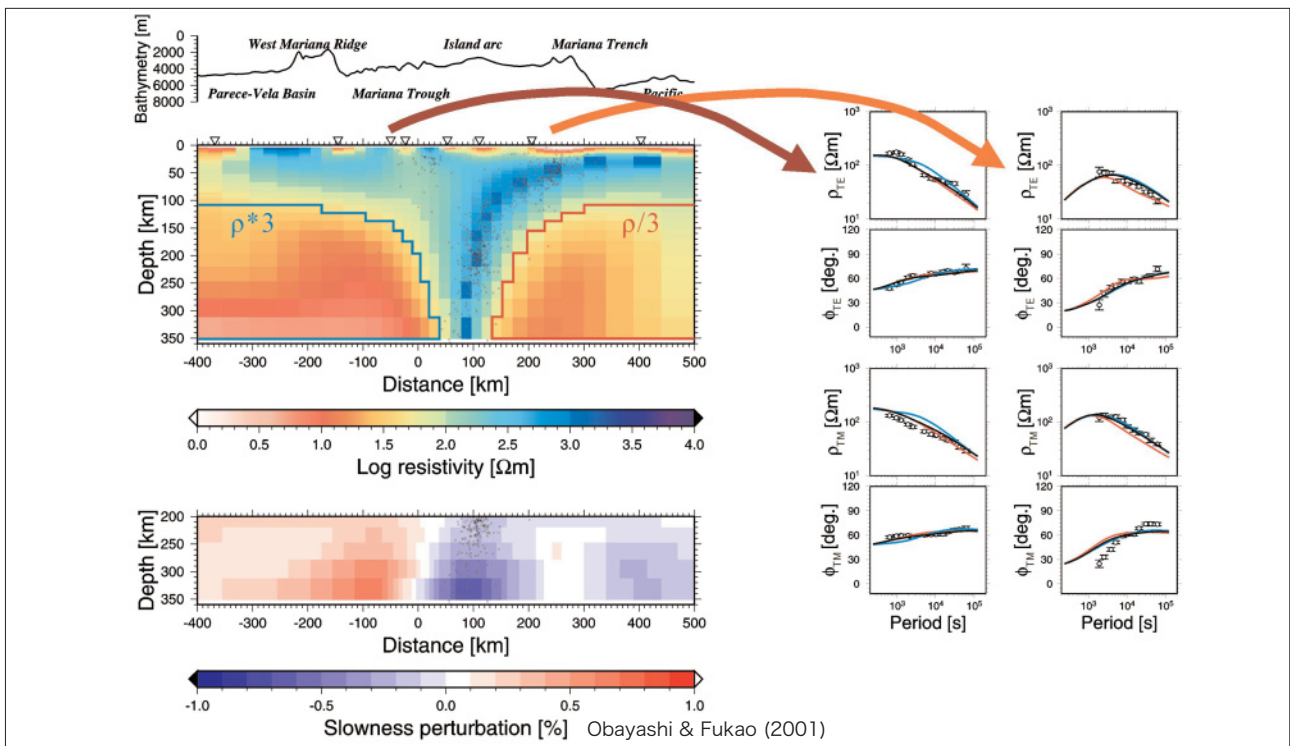 Bathymetry [m]
0
2000
4000
6000
8000
West Mariana Ridge
Island arc
Mariana Trench
Parece-Vela Basin
Mariana Trough
Pacific
Depth [km]
0
50
100
150
200
250
300
350
ρ*3
ρ/3
-400 -300 -200 -100 0 100 200 300 400 500
Distance [km]
0.0 0.5 1.0 1.5 2.0 2.5 3.0 3.5 4.0
Log resistivity [Ωm]
Depth [km]
200
250
300
350
-400 -300 -200 -100 0 100 200 300 400 500
Distance [km]
-1.0 -0.5 0.0 0.5 1.0
Slowness perturbation [%]
Obayashi & Fukao (2001)
ρTE [Ωm]
10³
10²
10¹
ρTE [Ωm]
10³
10²
10¹
φTE [deg.]
120
90
60
30
0
10³ 10⁴ 10⁵
φTE [deg.]
120
90
60
30
0
10³ 10⁴ 10⁵
ρTM [Ωm]
10³
10²
10¹
ρTM [Ωm]
10³
10²
10¹
φTM [deg.]
120
90
60
30
0
10³ 10⁴ 10⁵
Period [s]
φTM [deg.]
120
90
60
30
0
10³ 10⁴ 10⁵
Period [s]